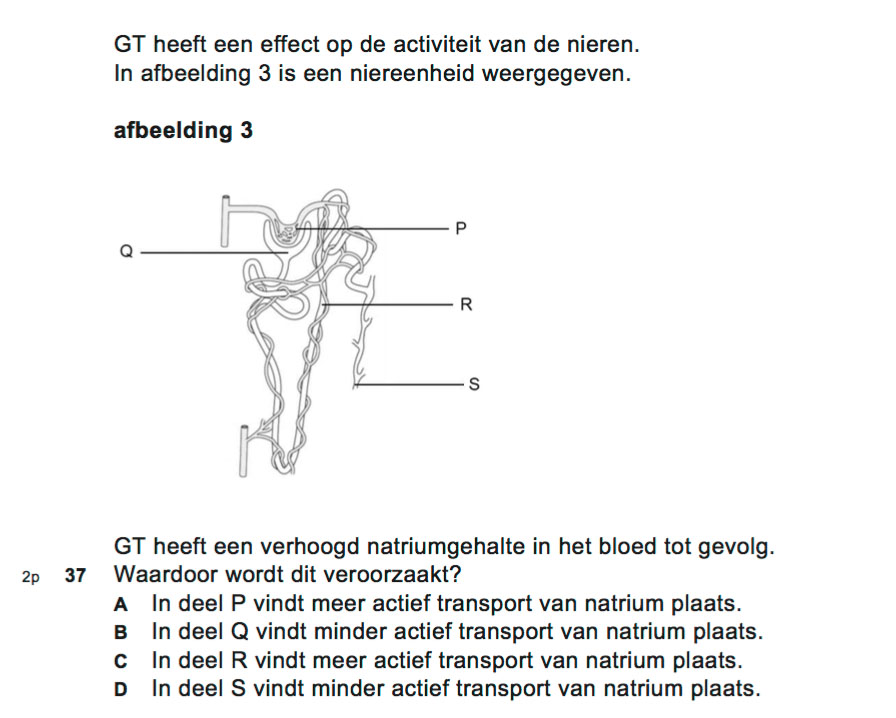 GT heeft een effect op de activiteit van de nieren.
In afbeelding 3 is een niereenheid weergegeven.
afbeelding 3
P
Q
R
S
GT heeft een verhoogd natriumgehalte in het bloed tot gevolg.
2p 37 Waardoor wordt dit veroorzaakt?
A In deel P vindt meer actief transport van natrium plaats.
B In deel Q vindt minder actief transport van natrium plaats.
C In deel R vindt meer actief transport van natrium plaats.
D In deel S vindt minder actief transport van natrium plaats.